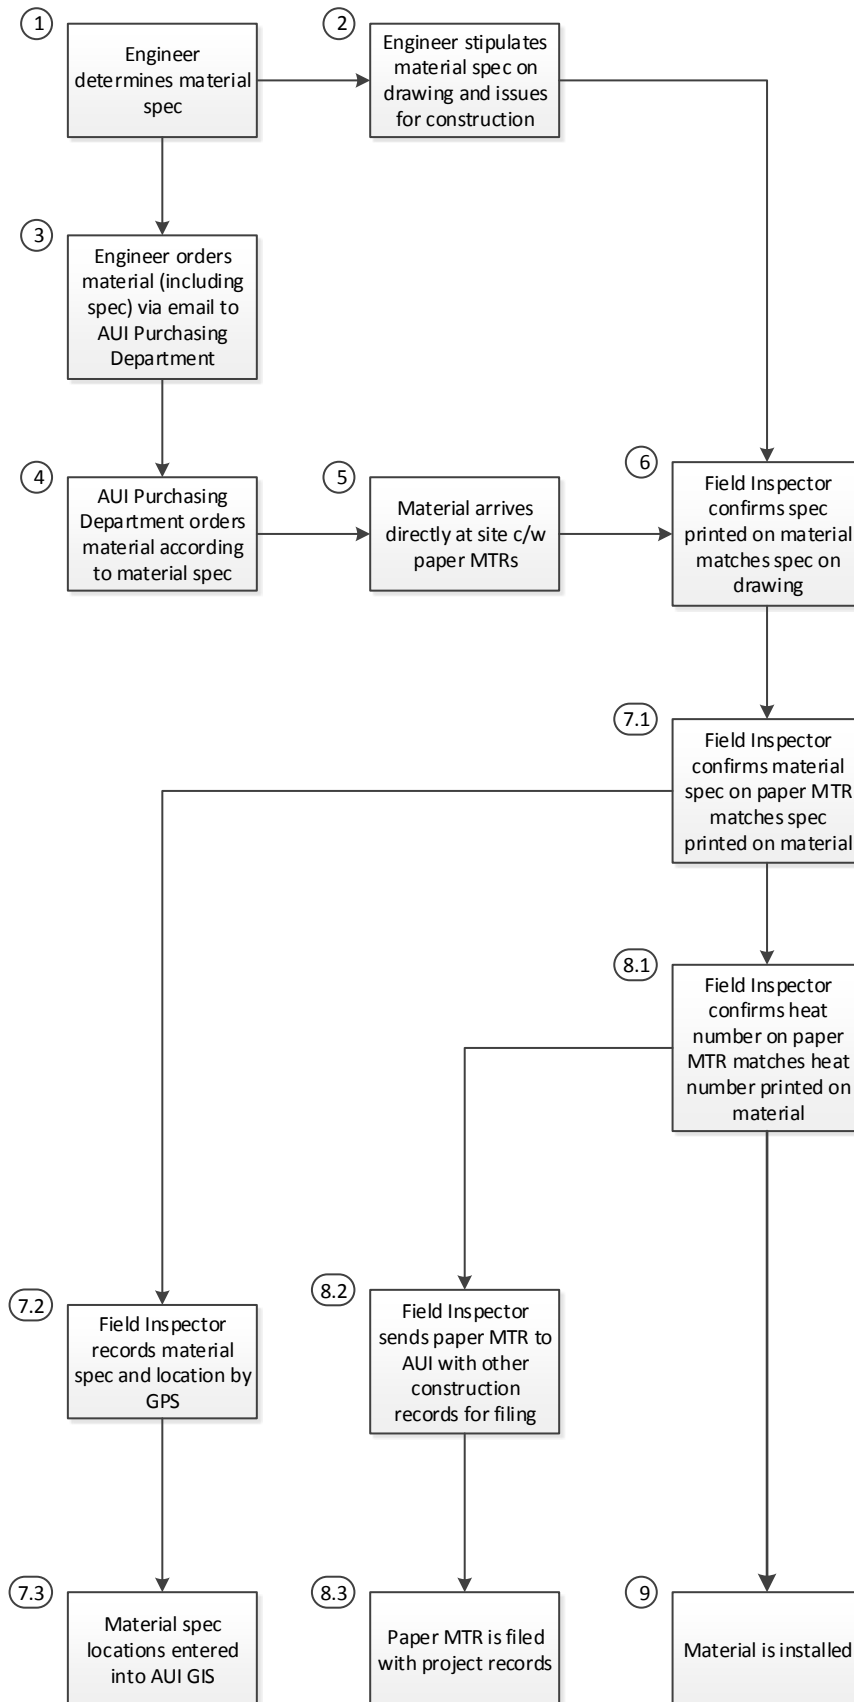 1
Engineer
determines material
spec
2
Engineer stipulates
material spec on
drawing and issues
for construction
3
Engineer orders
material (including
spec) via email to
AUI Purchasing
Department
4
AUI Purchasing
Department orders
material according
to material spec
5
Material arrives
directly at site c/w
paper MTRs
6
Field Inspector
confirms spec
printed on material
matches spec on
drawing
7.1
Field Inspector
confirms material
spec on paper MTR
matches spec
printed on material
8.1
Field Inspector
confirms heat
number on paper
MTR matches heat
number printed on
material
7.2
Field Inspector
records material
spec and location by
GPS
8.2
Field Inspector
sends paper MTR to
AUI with other
construction
records for filing
7.3
Material spec
locations entered
into AUI GIS
8.3
Paper MTR is filed
with project records
9
Material is installed